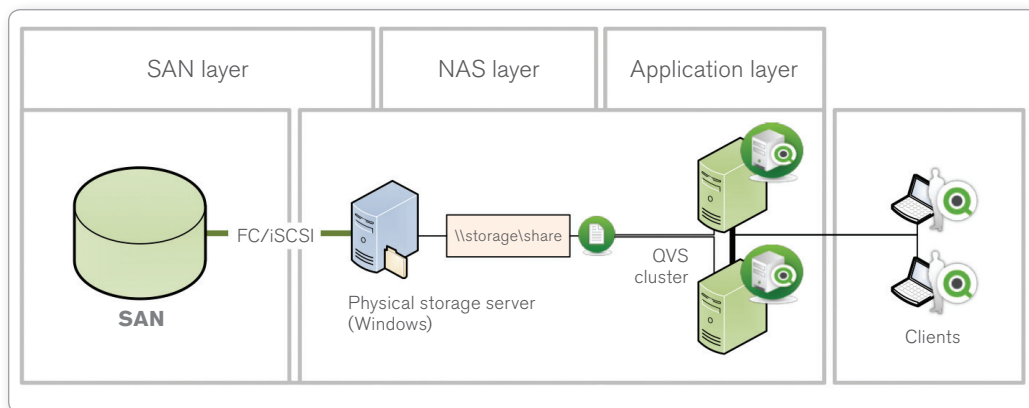 SAN layer
NAS layer
Application layer
FC/iSCSI
\\storage\share
QVS
cluster
Physical storage server
(Windows)
SAN
Clients